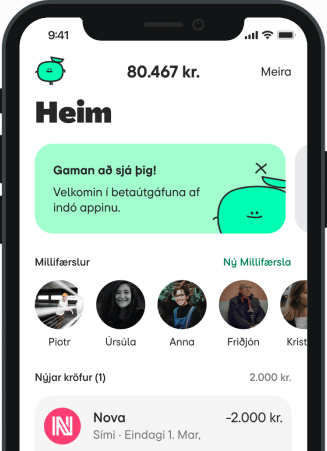 9:41
80.467 kr.
Meira
Heim
Gaman að sjá þig!
Velkomin í betaútgáfuna af
indó appinu.
Millifærslur
Ný Millifærsla
Piotr
Úrsúla
Anna
Friðjón
Krist
Nýjar kröfur (1)
2.000 kr.
Nova
-2.000 kr.
Sími · Eindagi 1. Mar,